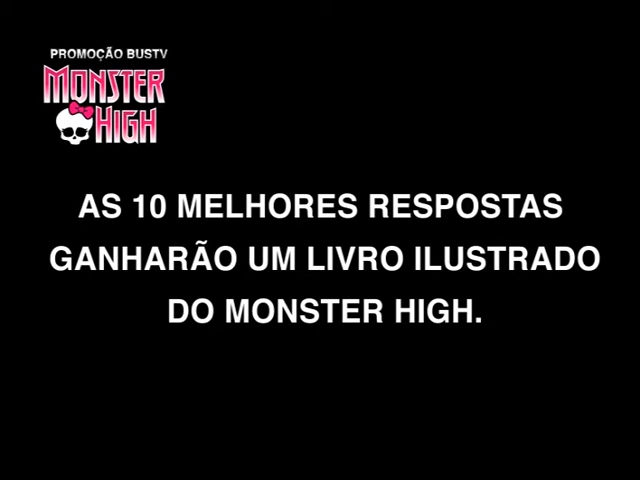 PROMOÇÃO BUSTV
MONSTER
HIGH
AS 10 MELHORES RESPOSTAS
GANHARÃO UM LIVRO ILUSTRADO
DO MONSTER HIGH.